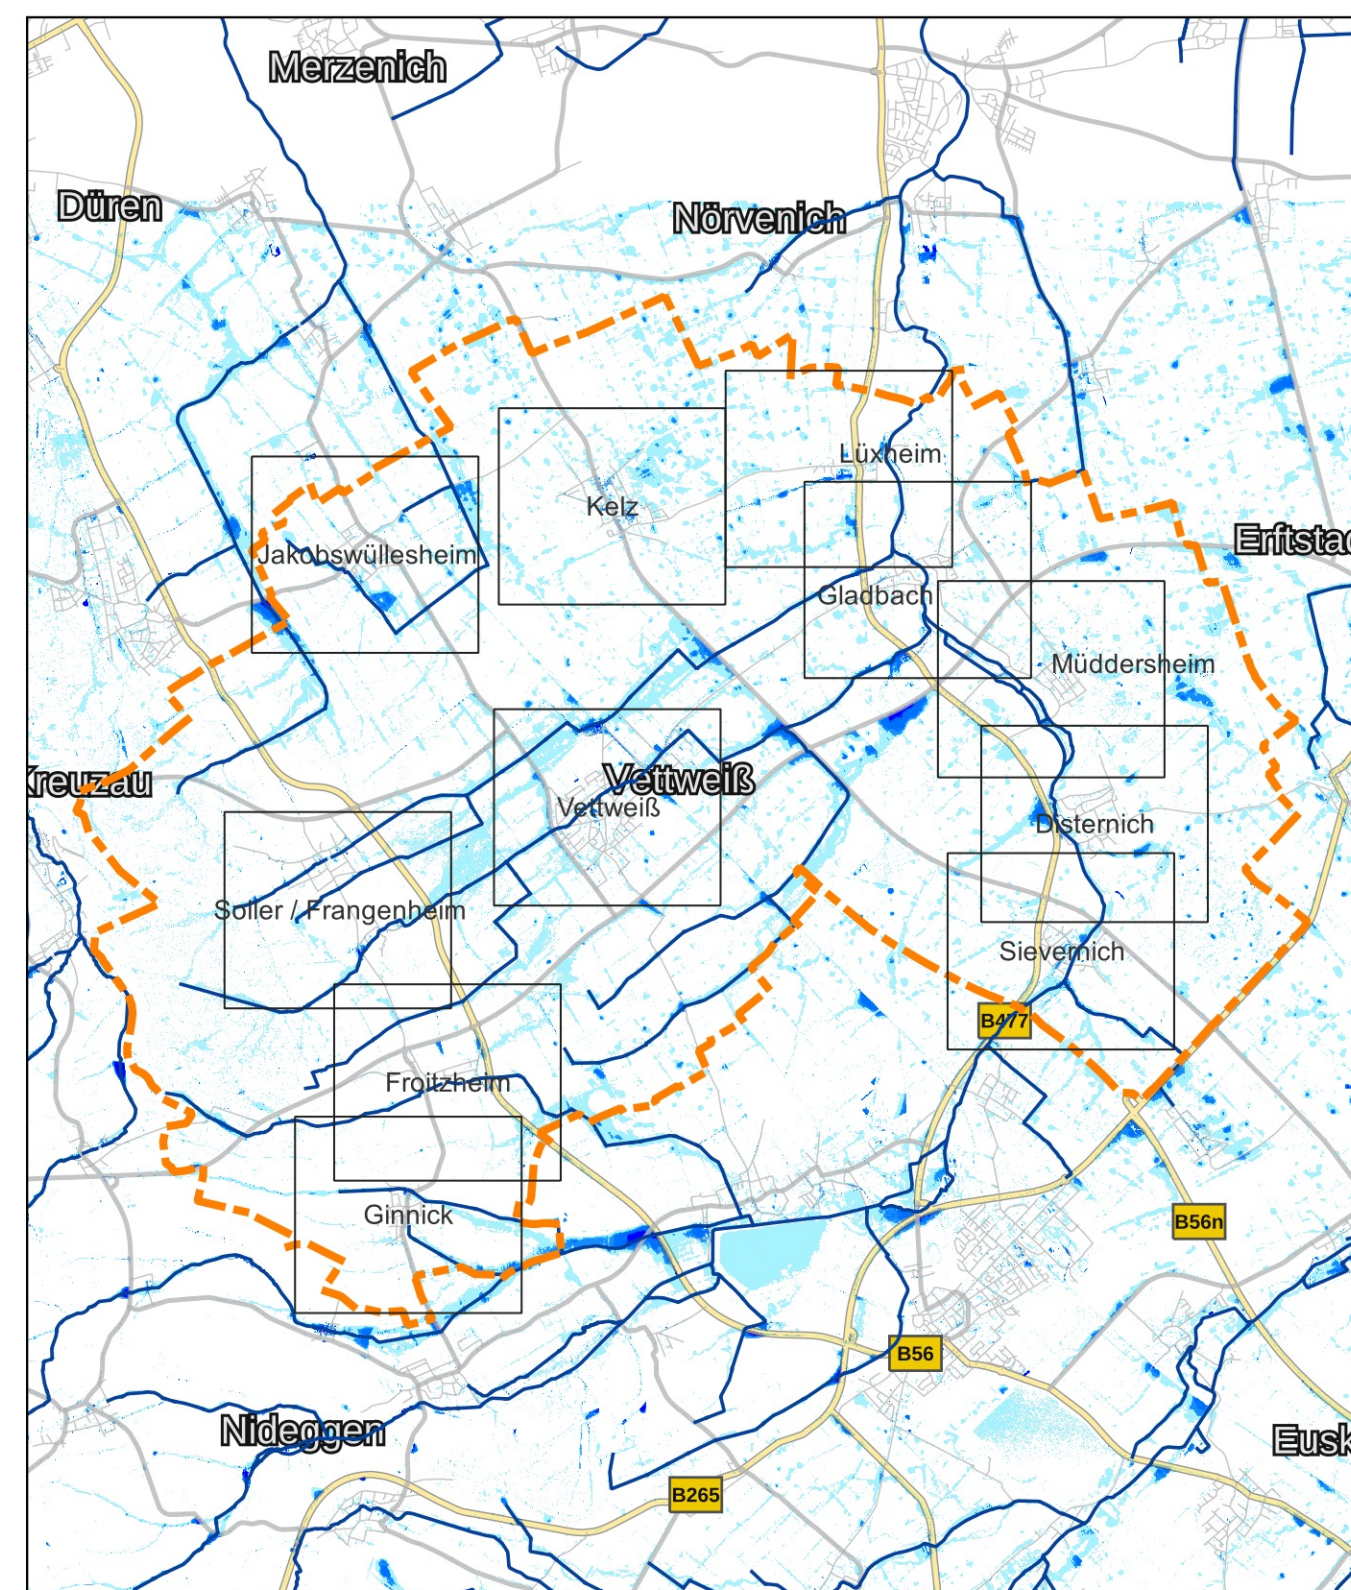 Merzenich
Düren
Nörvenich
Lüxheim
Kelz
Erftstad
Jakobswüllesheim
Gladbach
Müddersheim
Kreuzau
Vettweiß
Vettweiß
Disternich
Soller / Frangenheim
Sievernich
B477
Froitzheim
Ginnick
B56n
B56
Nideggen
Eusk
B265